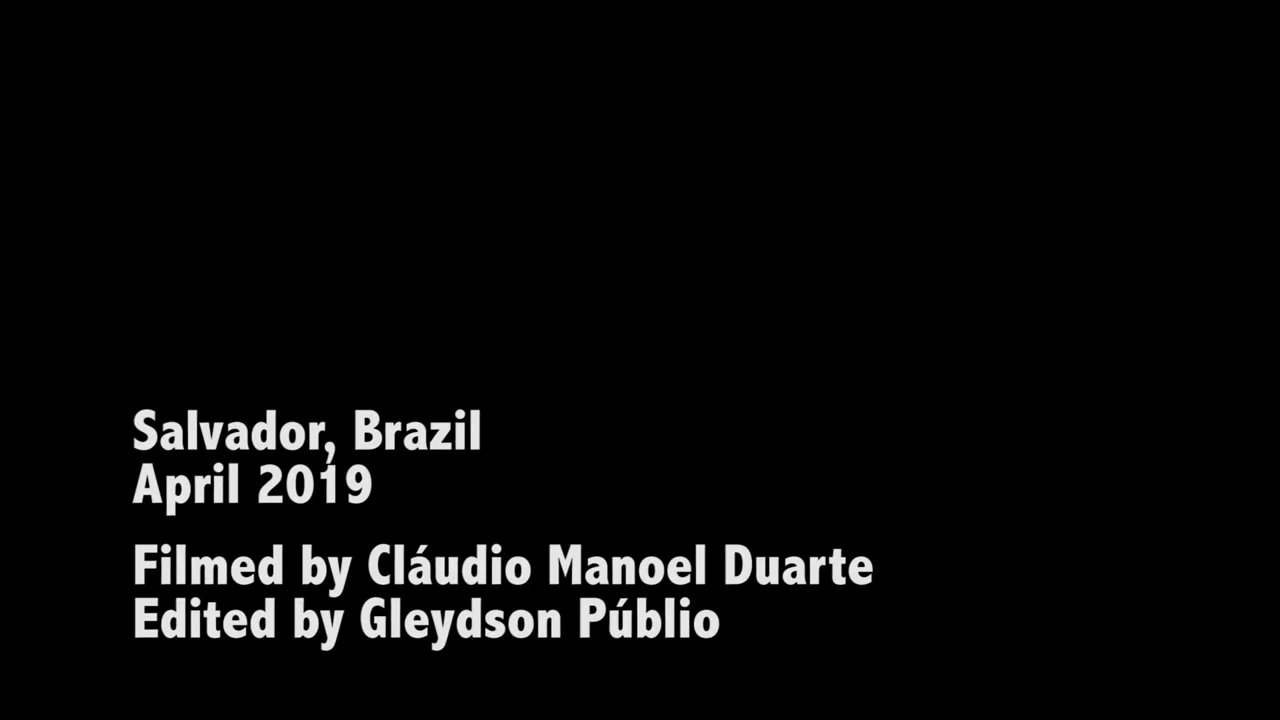 Salvador, Brazil
April 2019
Filmed by Cláudio Manoel Duarte
Edited by Gleydson Públio